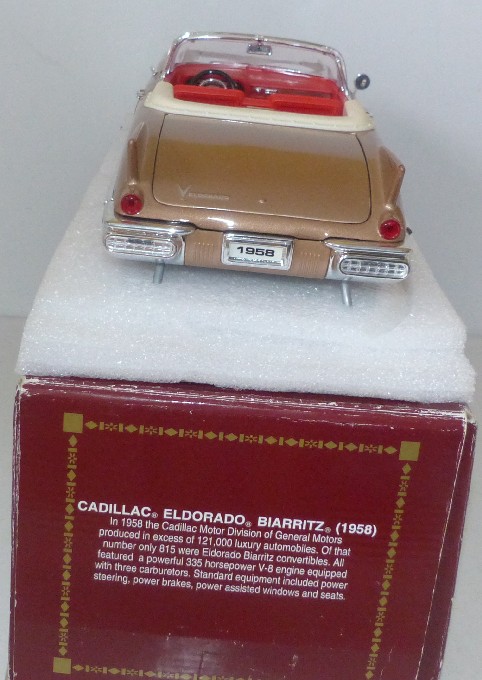 1958
CADILLAC® ELDORADO® BIARRITZ® (1958)
In 1958 the Cadillac Motor Division of General Motors
produced in excess of 121,000 luxury automobiles. Of that
number only 815 were Eldorado Biarritz convertibles. All
featured a powerful 335 horsepower V-8 engine equipped
with three carburetors. Standard equipment included power
steering, power brakes, power assisted windows and seats.